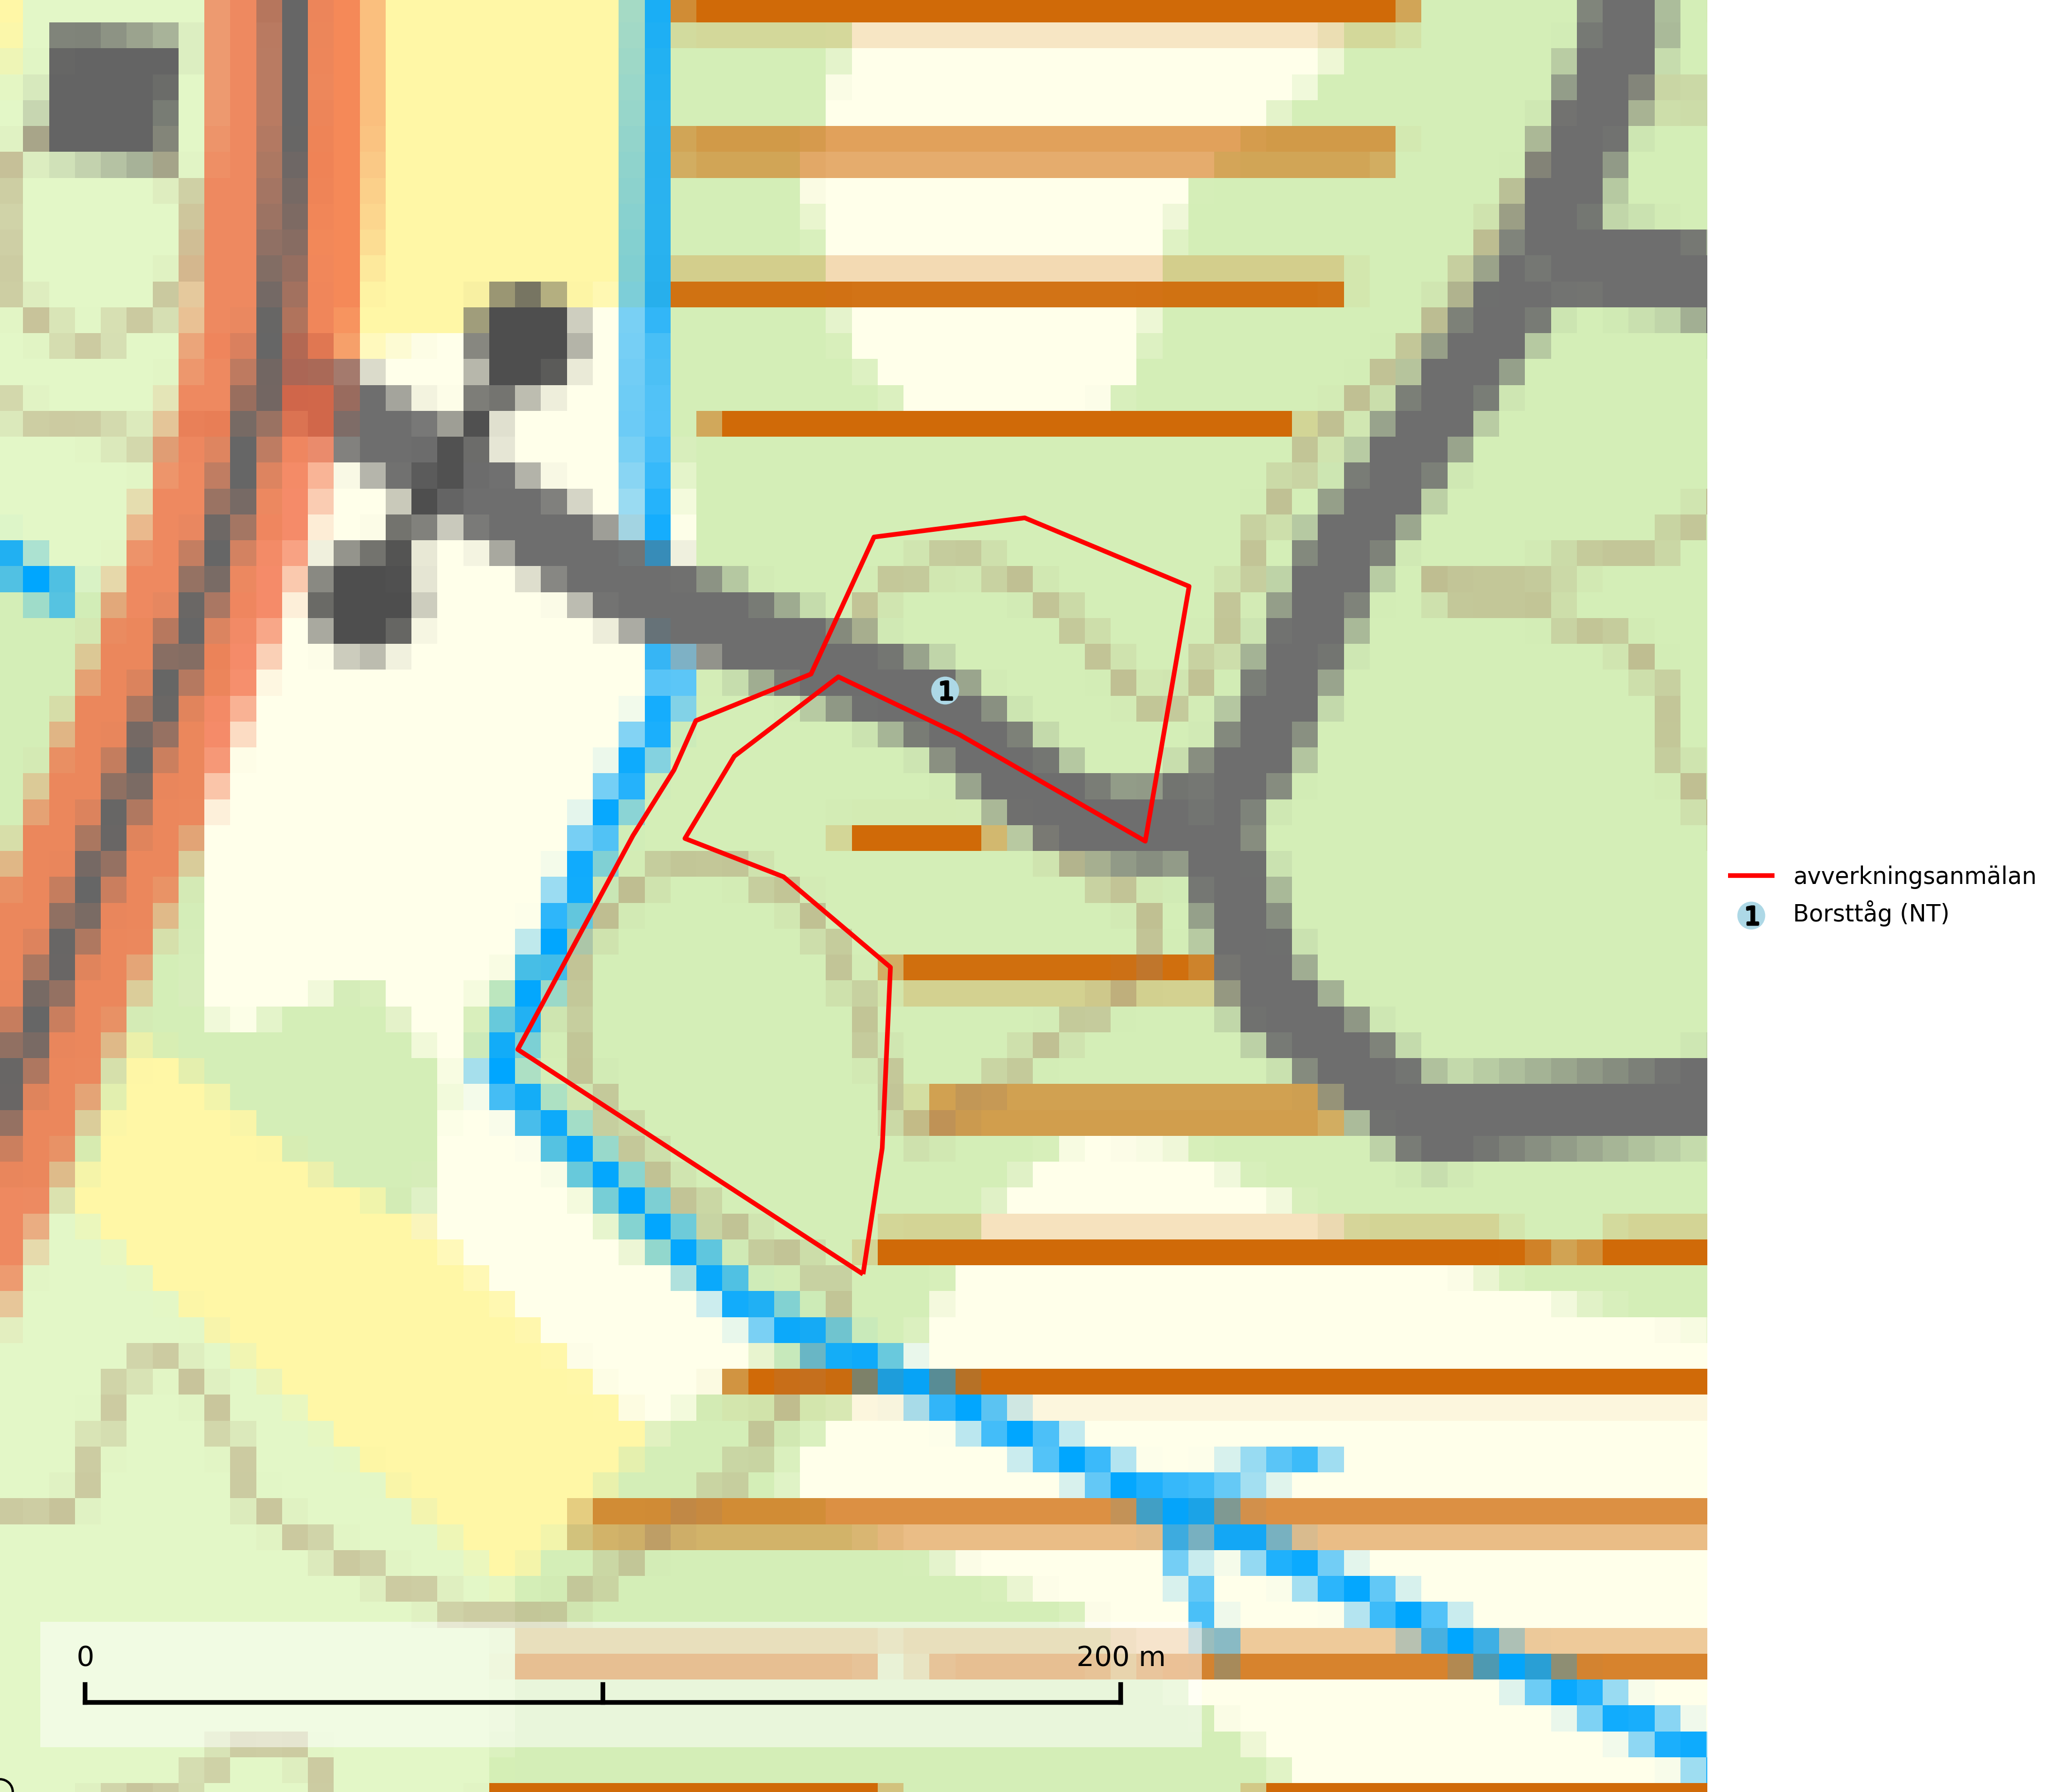 1
avverkningsanmälan
1 Borsttåg (NT)
0 200 m